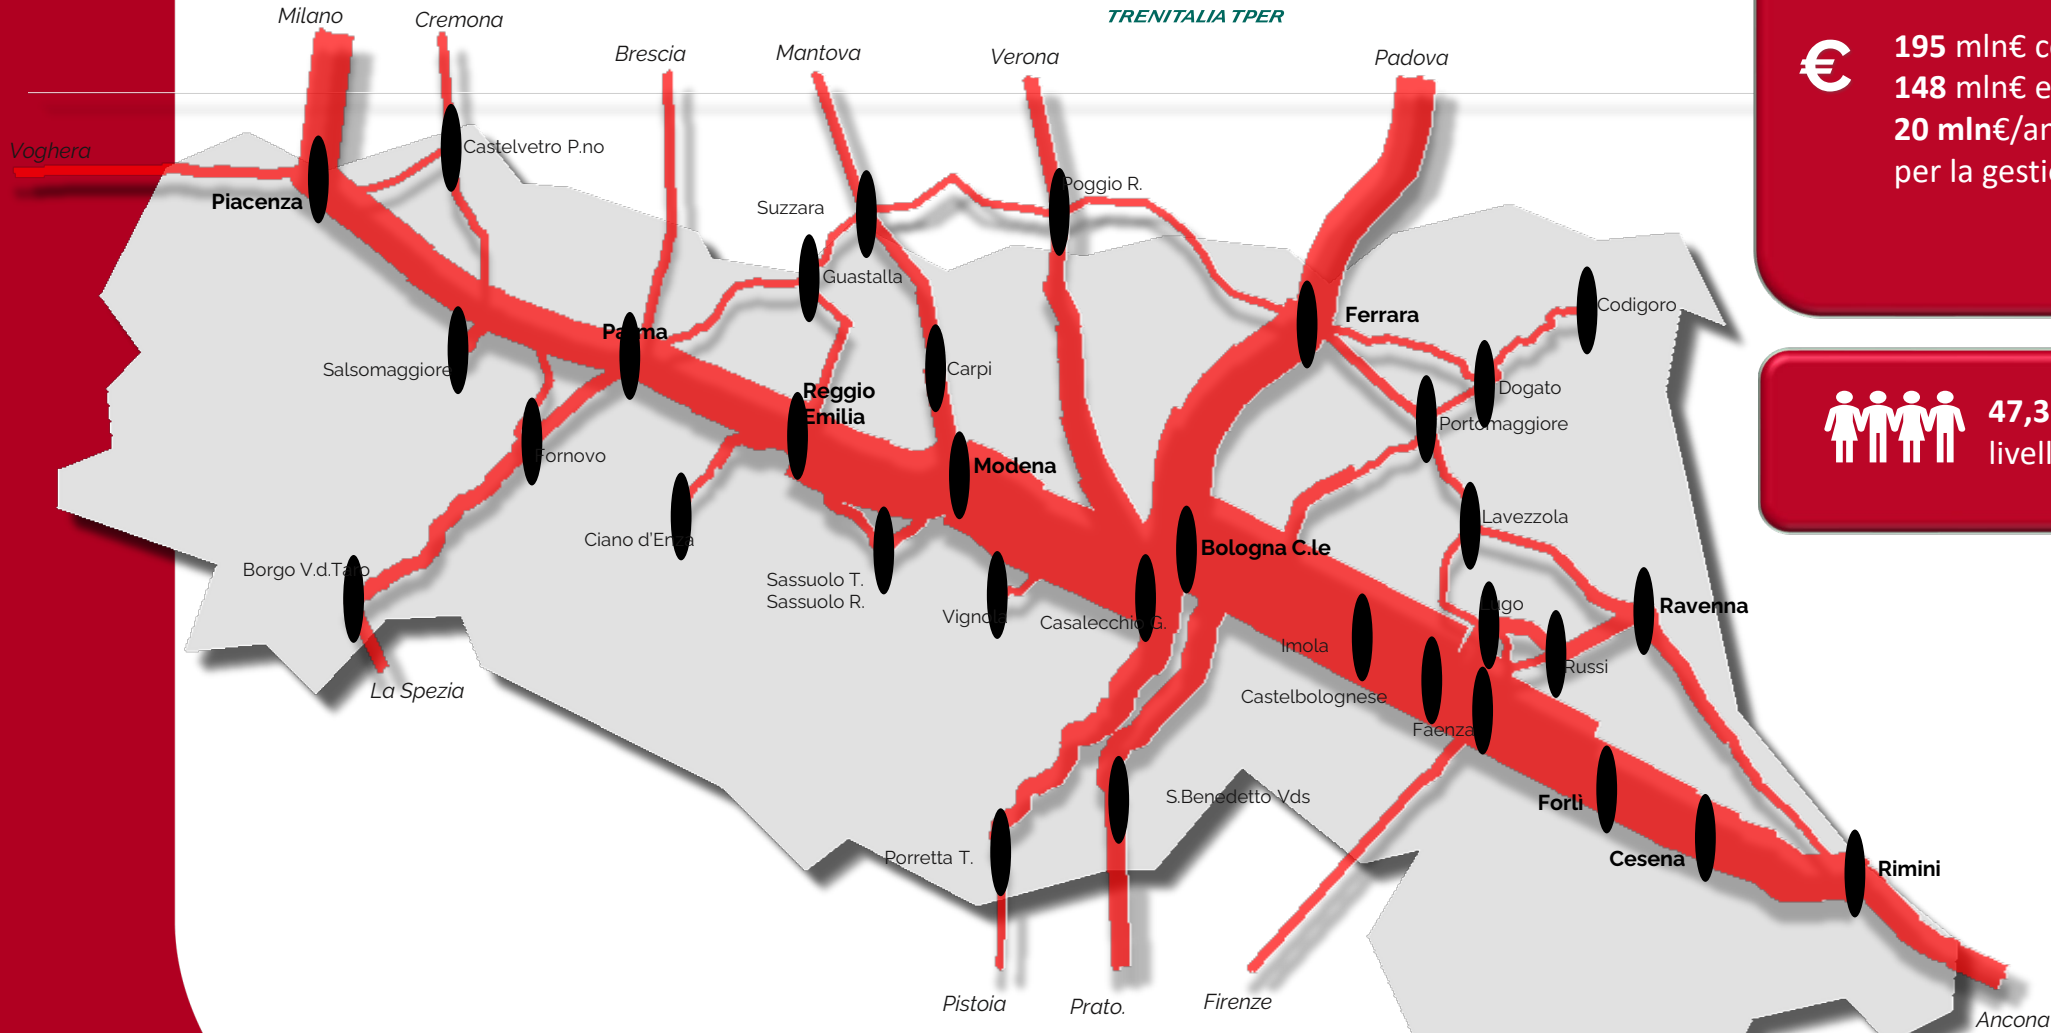 Milano
Cremona
TRENITALIA TPER
Brescia
Mantova
Verona
Padova
€
195 mln€
148 mln€
20 mln€/an
per la gesti
Voghera
Castelvetro P.no
Piacenza
Suzzara
Poggio R.
Guastalla
Codigoro
Ferrara
Parma
Salsomaggiore
Carpi
Dogato
Reggio
Emilia
Portomaggiore
47,3
livell
Fornovo
Modena
Lavezzola
Ciano d'Enza
Bologna C.le
Borgo V.d.Taro
Sassuolo T.
Sassuolo R.
Vignola
Casalecchio G.
Lugo
Ravenna
Imola
Russi
La Spezia
Castelbolognese
Faenza
S.Benedetto Vds
Forlì
Porretta T.
Cesena
Rimini
Pistoia
Prato.
Firenze
Ancona